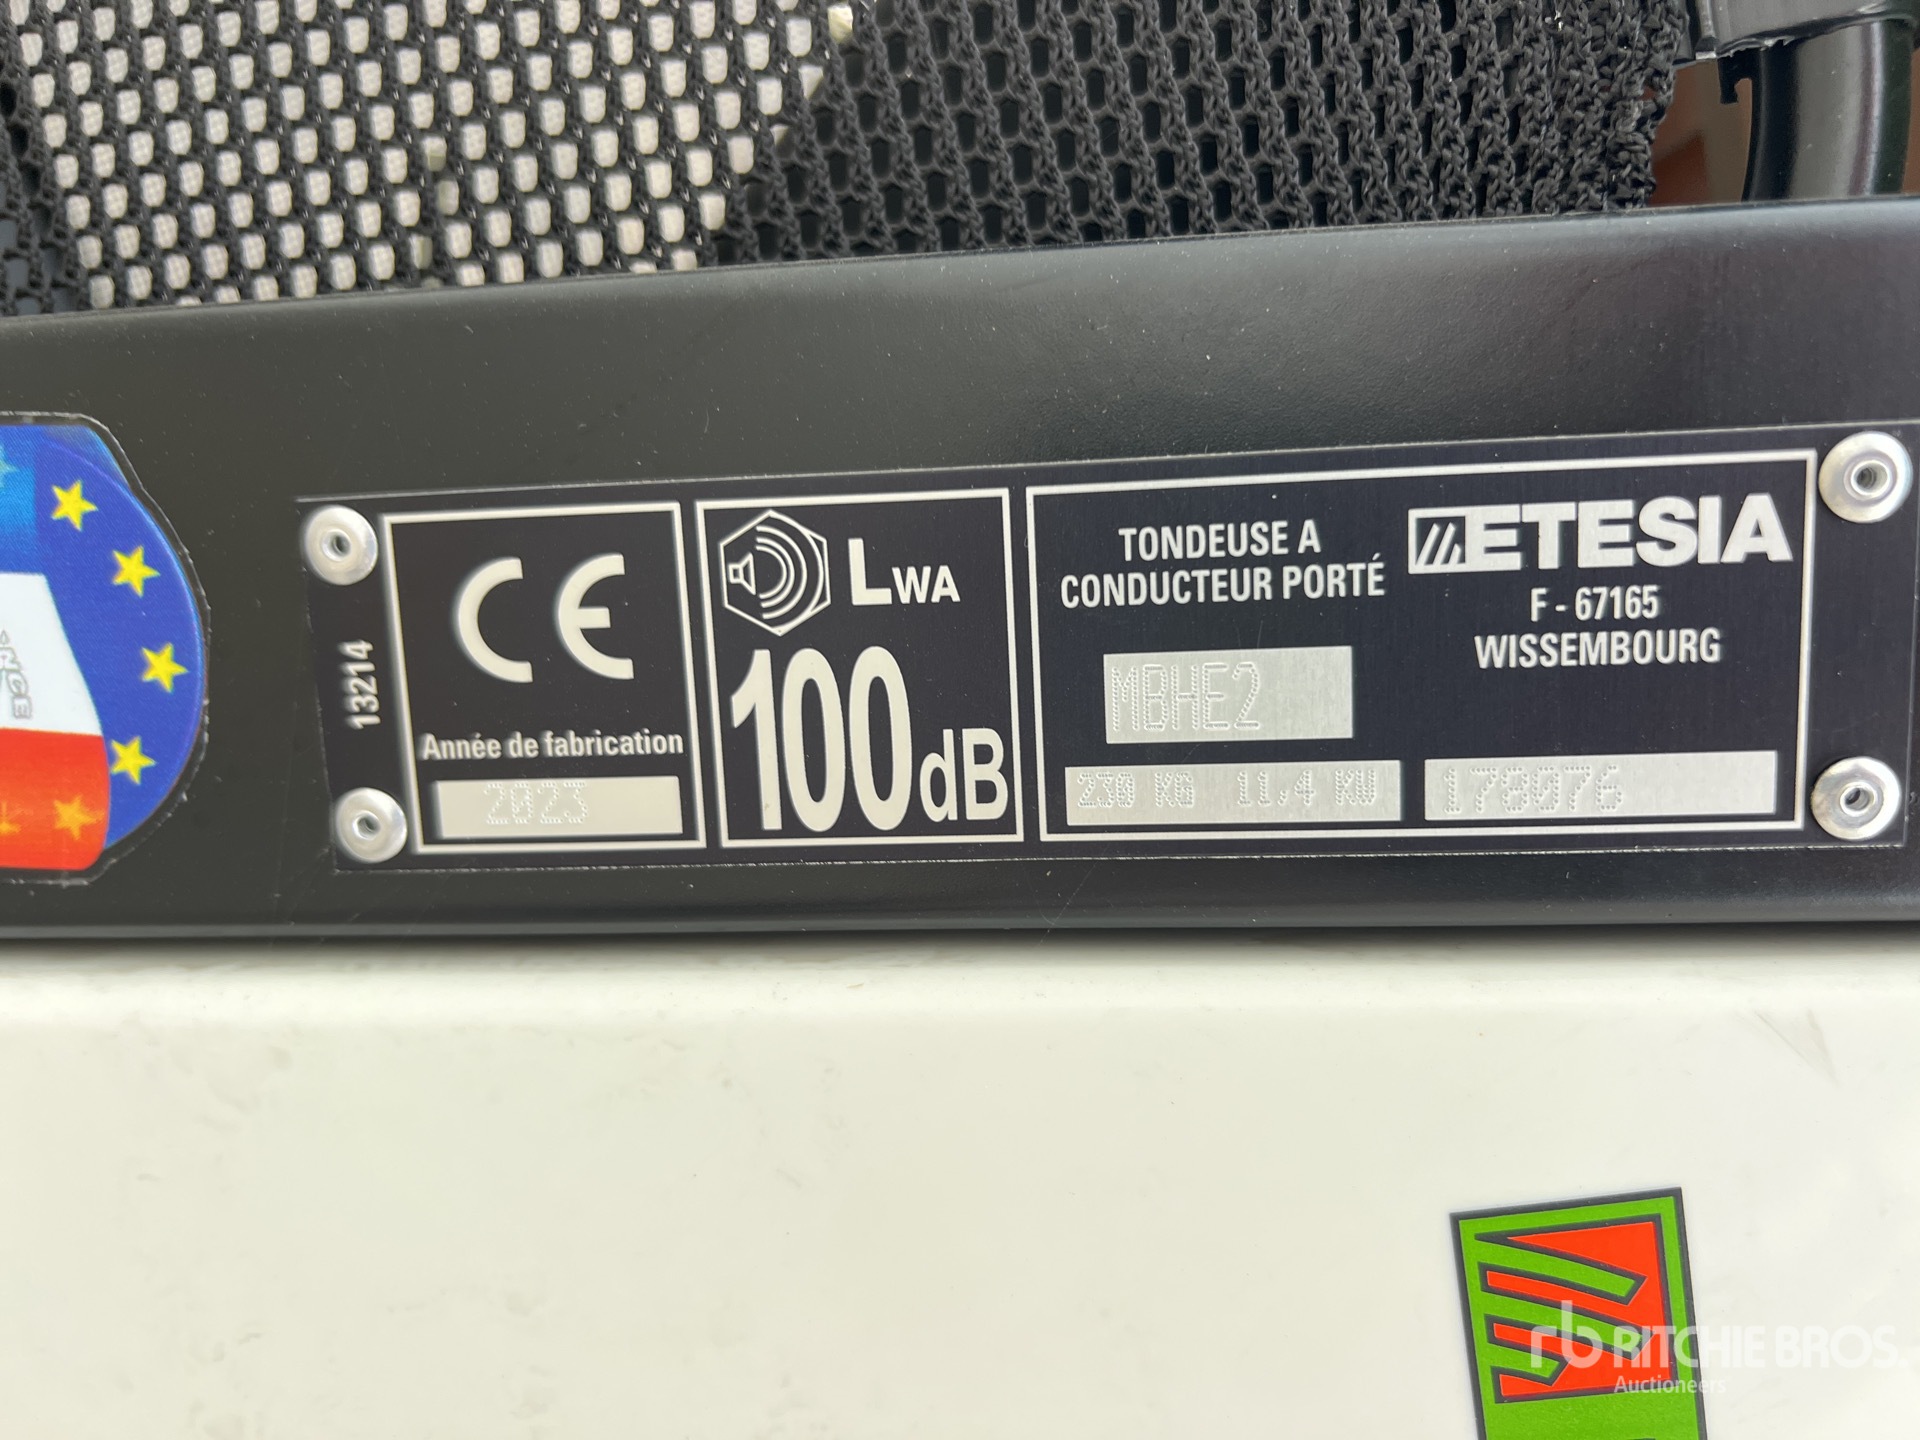 13214
CE
Année de fabrication
2023
LWA
100dB
TONDEUSE A
CONDUCTEUR PORTÉ
MBHE2
230 KG 11,4 KW
ETESIA
F - 67165
WISSEMBOURG
178076
rb RITCHIE BROS.
Auctioneers